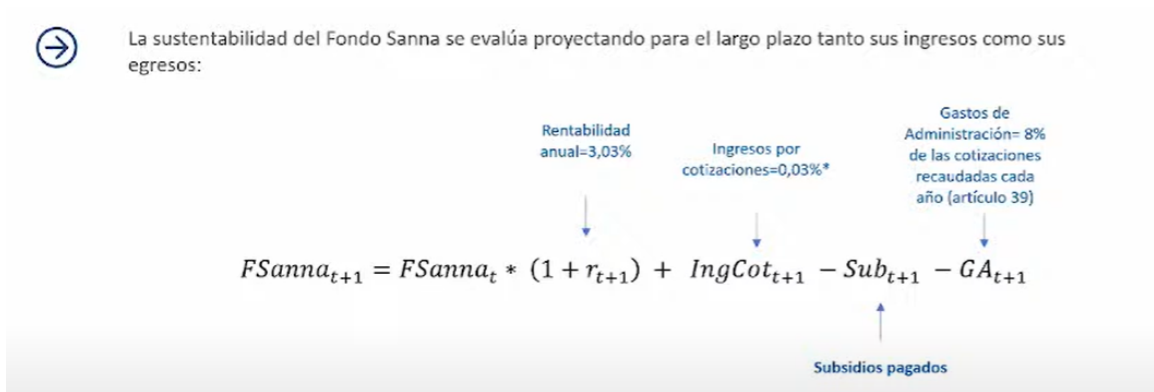 La sustentabilidad del Fondo Sanna se evalúa proyectando para el largo plazo tanto sus ingresos como sus
egresos:
Rentabilidad
anual=3,03%
Ingresos por
cotizaciones=0,03%*
Gastos de
Administración= 8%
de las cotizaciones
recaudadas cada
año (artículo 39)
FSanna_{t+1} = FSanna_t * (1 + r_{t+1}) + IngCot_{t+1} − Sub_{t+1} − GA_{t+1}
Subsidios pagados